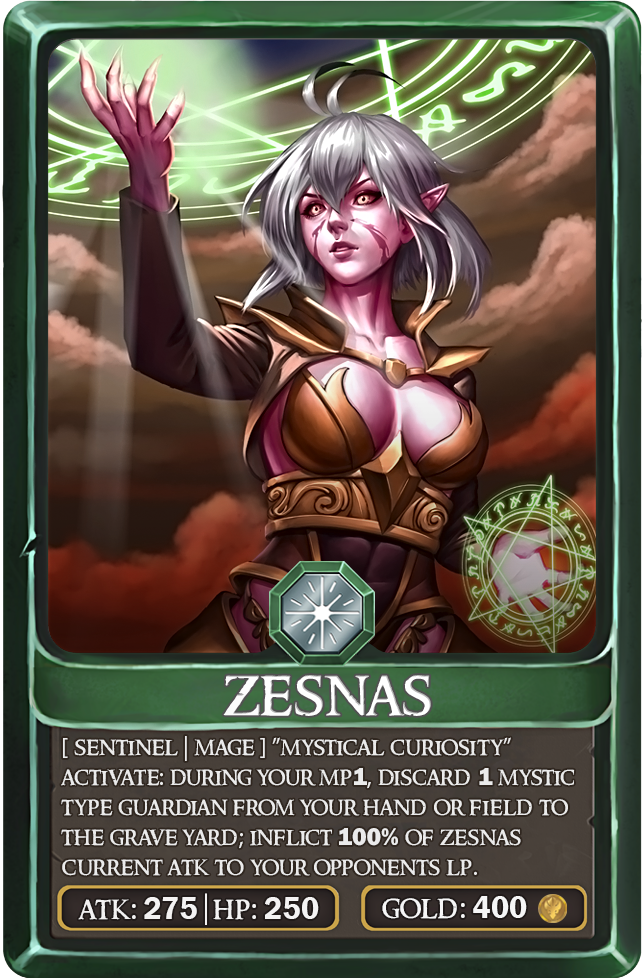 ZESNAS
[ SENTINEL | MAGE ] "MYSTICAL CURIOSITY"
ACTIVATE: DURING YOUR MP1, DISCARD 1 MYSTIC
TYPE GUARDIAN FROM YOUR HAND OR FIELD TO
THE GRAVE YARD; INFLICT 100% OF ZESNAS
CURRENT ATK TO YOUR OPPONENTS LP.
ATK: 275 | HP: 250 GOLD: 400